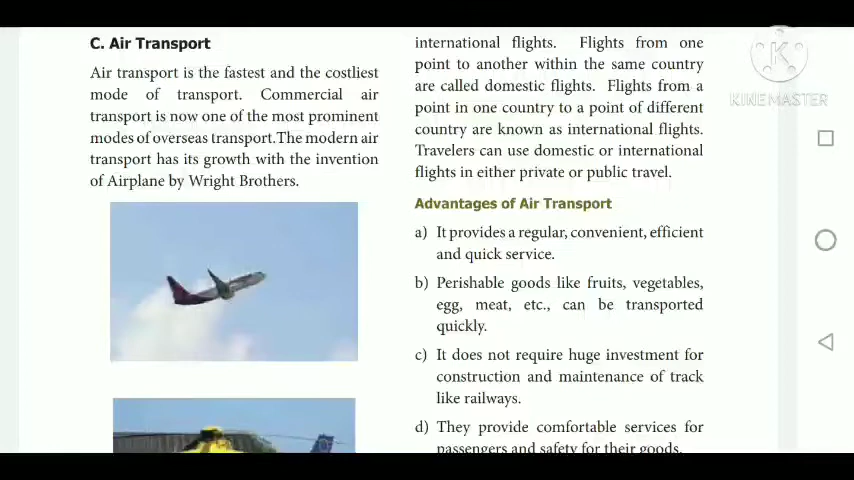 C. Air Transport
Air transport is the fastest and the costliest
mode of transport. Commercial air
transport is now one of the most prominent
modes of overseas transport.The modern air
transport has its growth with the invention
of Airplane by Wright Brothers.
international flights. Flights from one
point to another within the same country
are called domestic flights. Flights from a
point in one country to a point of different
country are known as international flights.
Travelers can use domestic or international
flights in either private or public travel.
Advantages of Air Transport
a) It provides a regular, convenient, efficient
and quick service.
b) Perishable goods like fruits, vegetables,
egg, meat, etc., can be transported
quickly.
c) It does not require huge investment for
construction and maintenance of track
like railways.
d) They provide comfortable services for
passengers and safety for their goods.
K
KINEMASTER